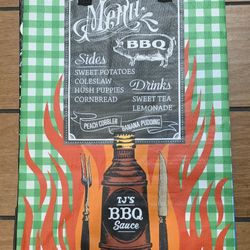 Menu
BBQ
Sides
SWEET POTATOES
COLESLAW
HUSH PUPPIES
CORNBREAD
Drinks
SWEET TEA
LEMONADE
PEACH COBBLER
BANANA PUDDING
TJ'S
BBQ
Sauce